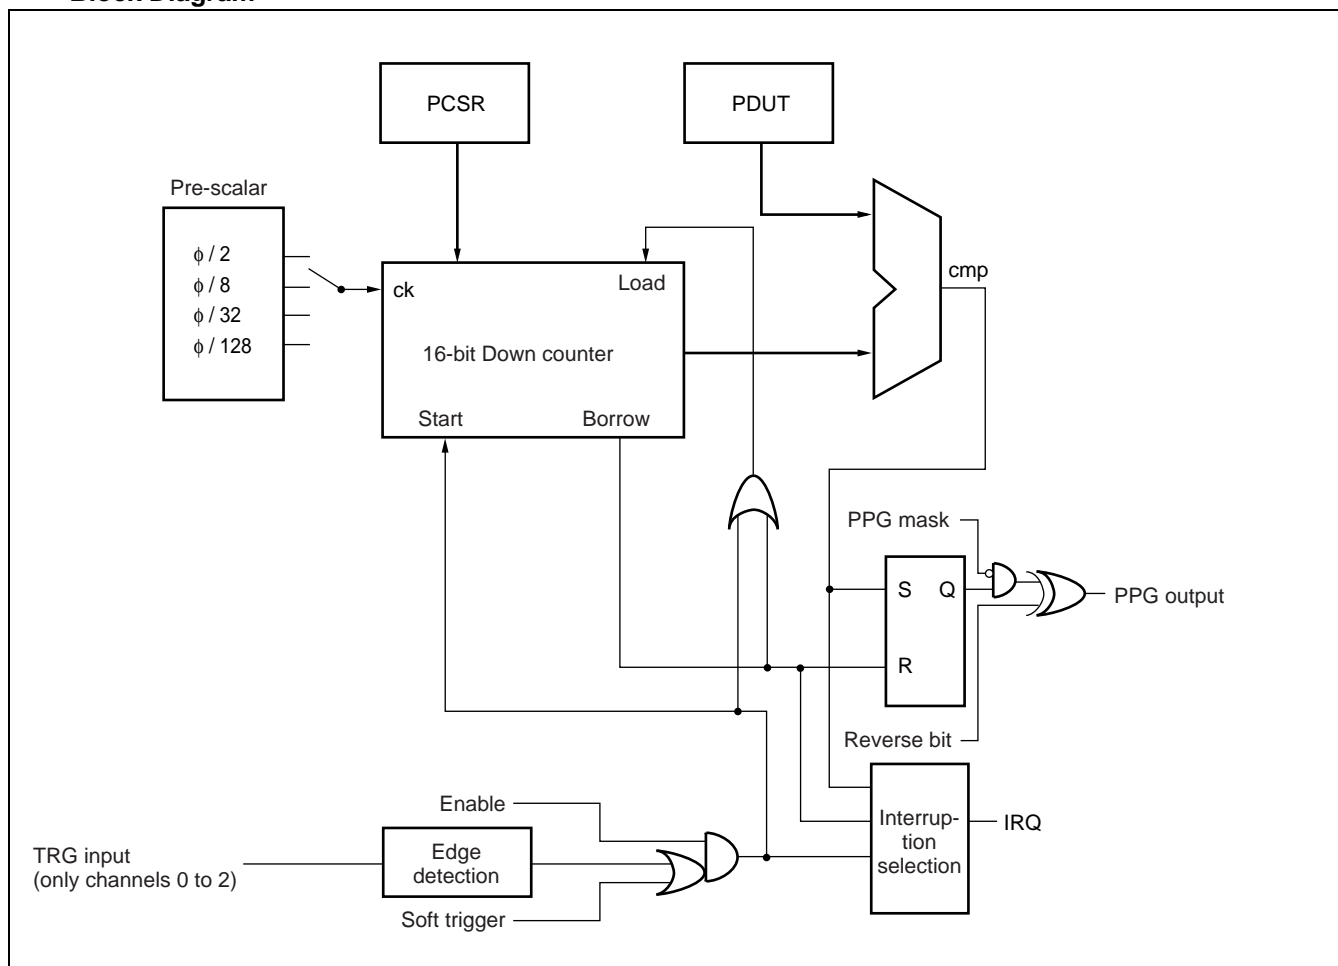 PCSR
PDUT
Pre-scalar
ϕ / 2
ϕ / 8
ϕ / 32
ϕ / 128
ck
Load
16-bit Down counter
Start
Borrow
cmp
PPG mask
S
Q
R
PPG output
Reverse bit
Enable
TRG input
(only channels 0 to 2)
Edge
detection
Soft trigger
Interrup-
tion
selection
IRQ